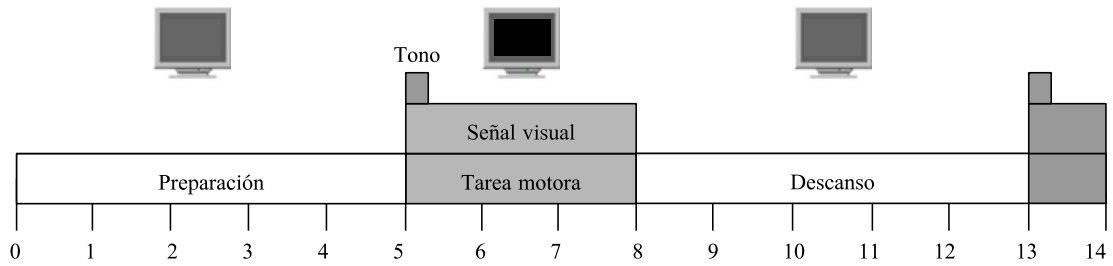 Tono
Señal visual
Preparación Tarea motora Descanso
0 1 2 3 4 5 6 7 8 9 10 11 12 13 14